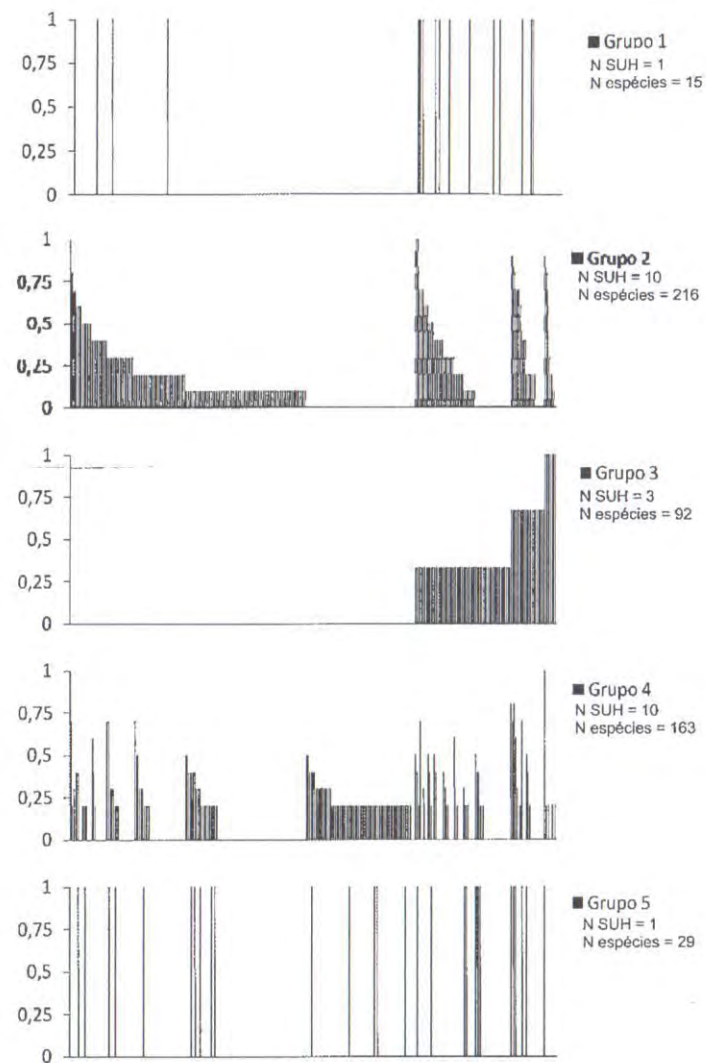 1
0,75
0,5
0,25
0
Grupo 1
N SUH = 1
N espécies = 15
1
0,75
0,5
0,25
0
Grupo 2
N SUH = 10
N espécies = 216
1
0,75
0,5
0,25
0
Grupo 3
N SUH = 3
N espécies = 92
1
0,75
0,5
0,25
0
Grupo 4
N SUH = 10
N espécies = 163
1
0,75
0,5
0,25
0
Grupo 5
N SUH = 1
N espécies = 29